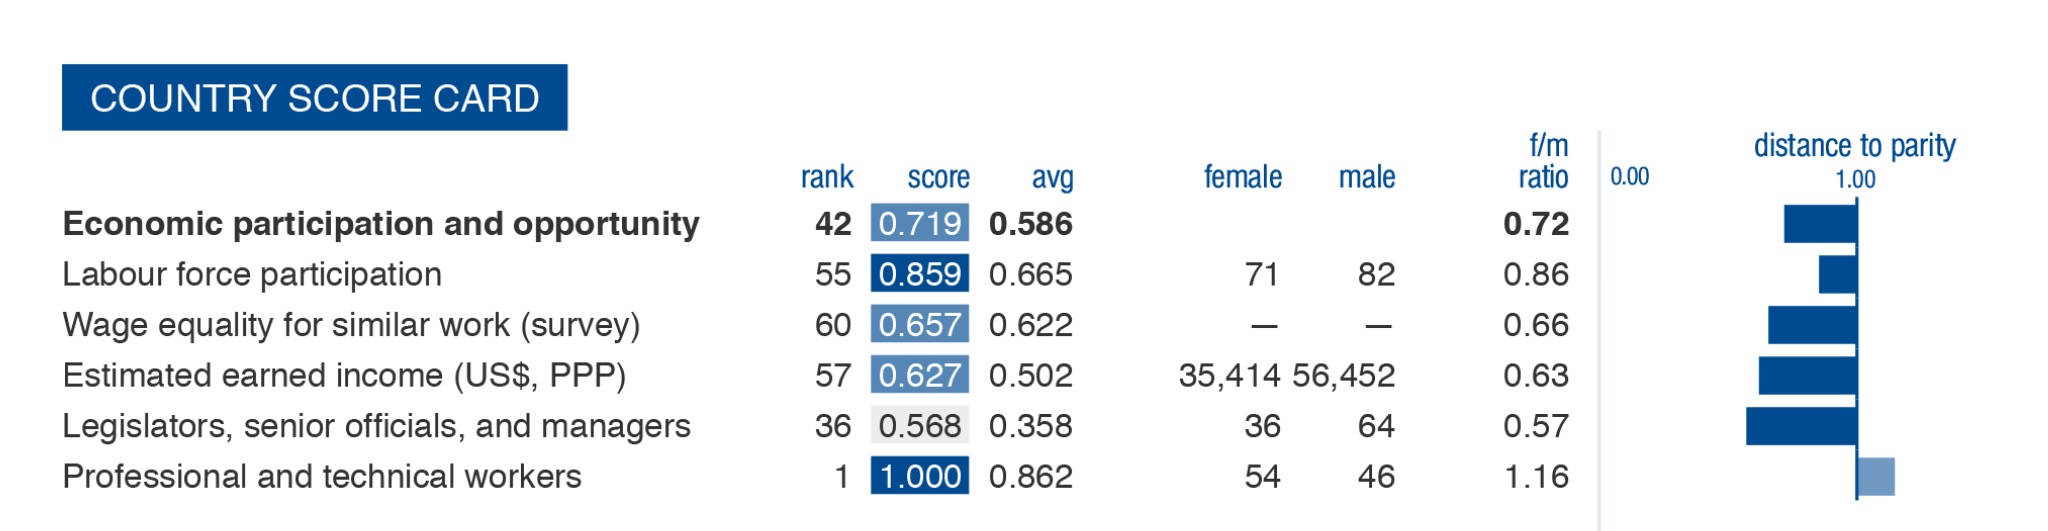 COUNTRY SCORE CARD
rank score avg female male f/m ratio 0.00 distance to parity 1.00
Economic participation and opportunity 42 0.719 0.586 0.72
Labour force participation 55 0.859 0.665 71 82 0.86
Wage equality for similar work (survey) 60 0.657 0.622 — — 0.66
Estimated earned income (US$, PPP) 57 0.627 0.502 35,414 56,452 0.63
Legislators, senior officials, and managers 36 0.568 0.358 36 64 0.57
Professional and technical workers 1 1.000 0.862 54 46 1.16